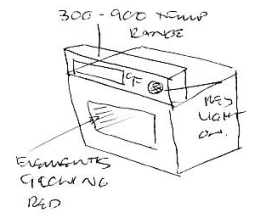 300-900 TEMP
RANGE
°F
RED
LIGHT
ON.
ELEMENTS
GLOWING
RED